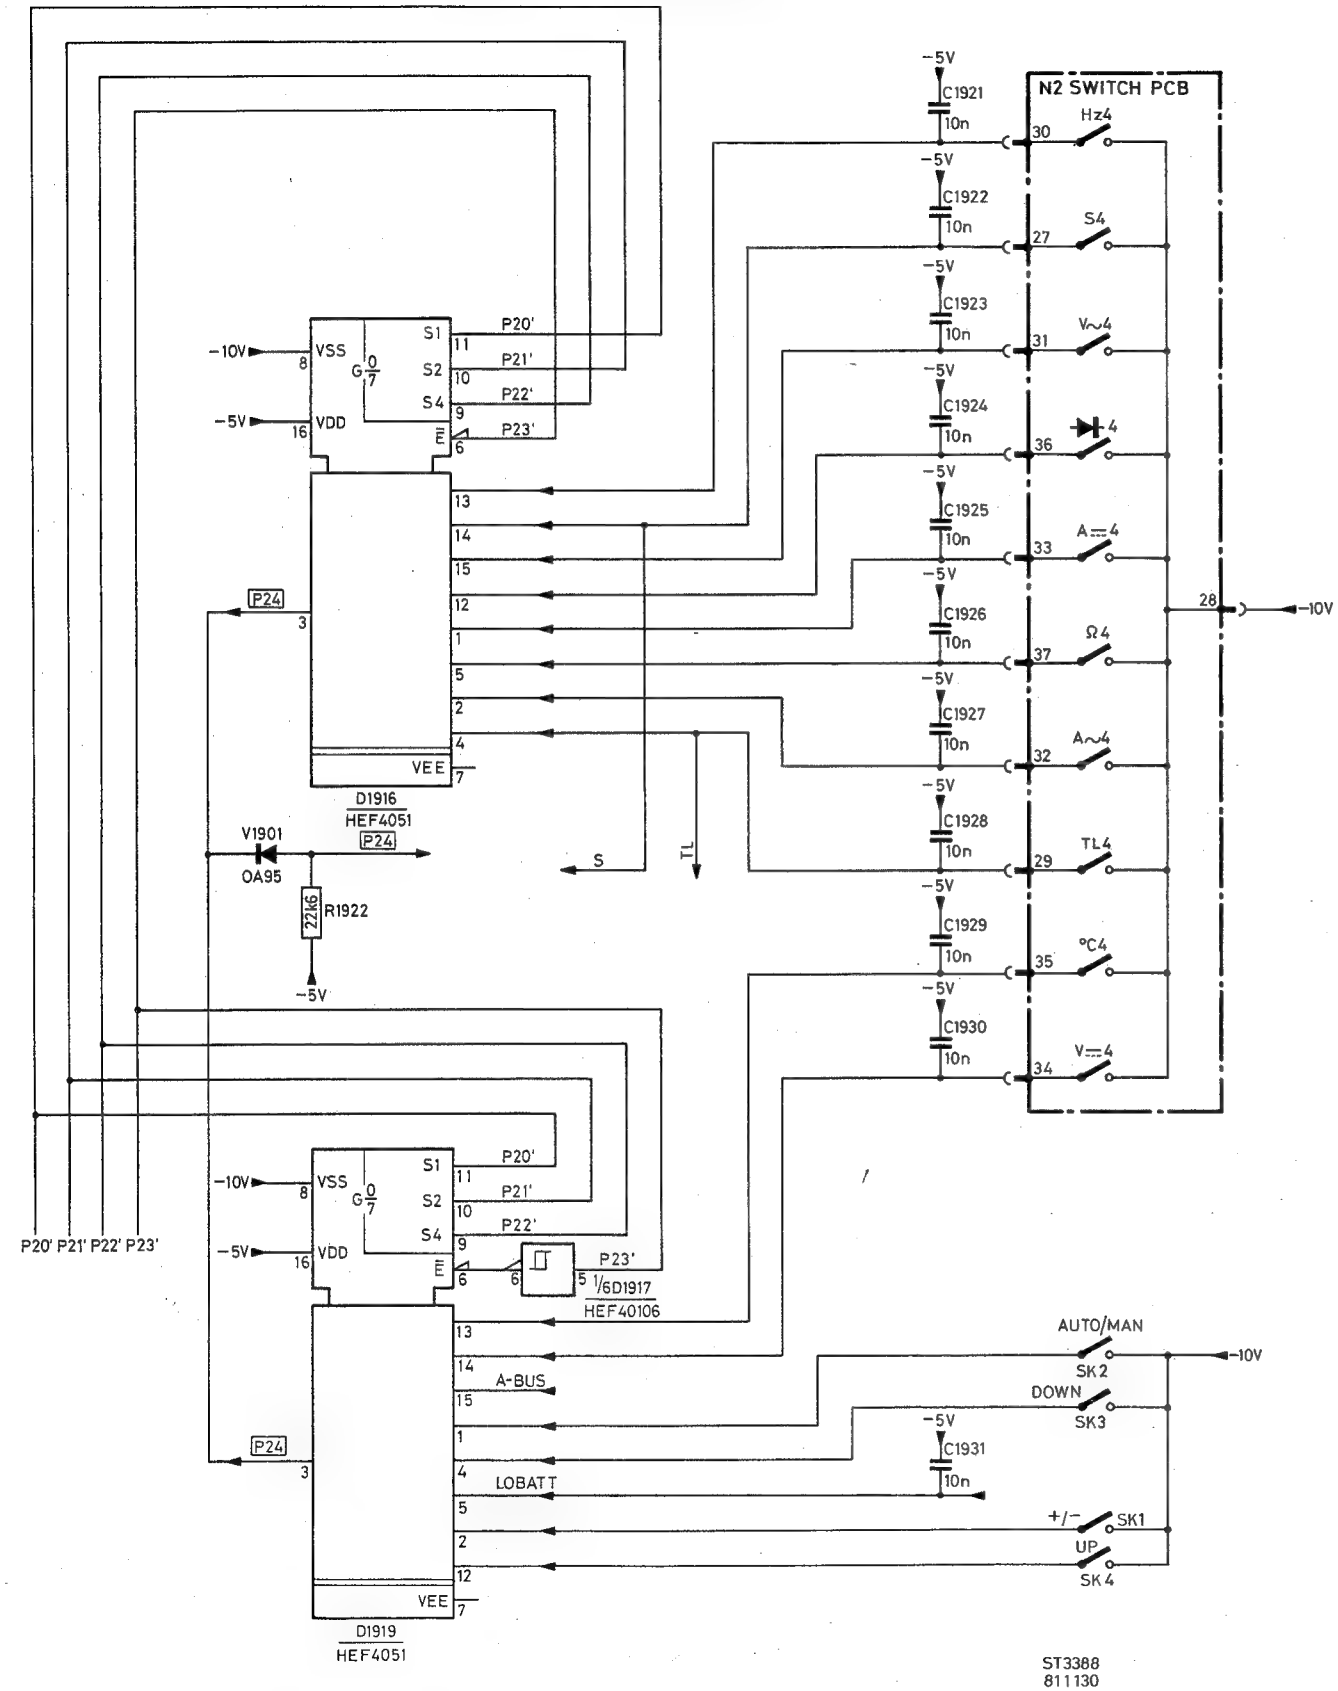 -5V
C1921
10n
N2 SWITCH PCB
30
Hz4
-5V
C1922
10n
27
S4
-5V
C1923
10n
31
V~4
-5V
C1924
10n
36
4
-5V
C1925
10n
33
A⎓4
-5V
C1926
10n
37
Ω4
28
-10V
-5V
C1927
10n
32
A~4
-5V
C1928
10n
29
TL4
-5V
C1929
10n
35
°C4
-5V
C1930
10n
34
V⎓4
-10V
8
VSS
G 0/7
S1
11
P20'
S2
10
P21'
S4
9
P22'
-5V
16
VDD
E̅
6
P23'
13
14
15
12
1
5
2
4
P24
3
VEE
7
D1916
HEF4051
V1901
OA95
P24
22k6
R1922
-5V
S
TL
-10V
8
VSS
G 0/7
S1
11
P20'
S2
10
P21'
S4
9
P22'
P20' P21' P22' P23'
-5V
16
VDD
E̅
6
6
5
P23'
1/6D1917
HEF40106
13
14
A-BUS
15
1
4
LOBATT
5
2
12
P24
3
VEE
7
D1919
HEF4051
AUTO/MAN
SK2
-10V
DOWN
SK3
-5V
C1931
10n
+/-
SK1
UP
SK4
ST3388
811130